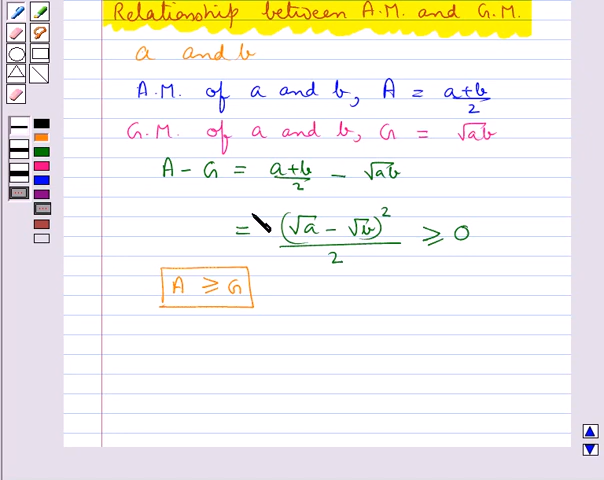 Relationship between A.M. and G.M.
a and b
A.M. of a and b, A = a+b/2
G.M. of a and b, G = √ab
A - G = a+b/2 - √ab
= (√a - √b)²/2 ⩾ 0
A ⩾ G